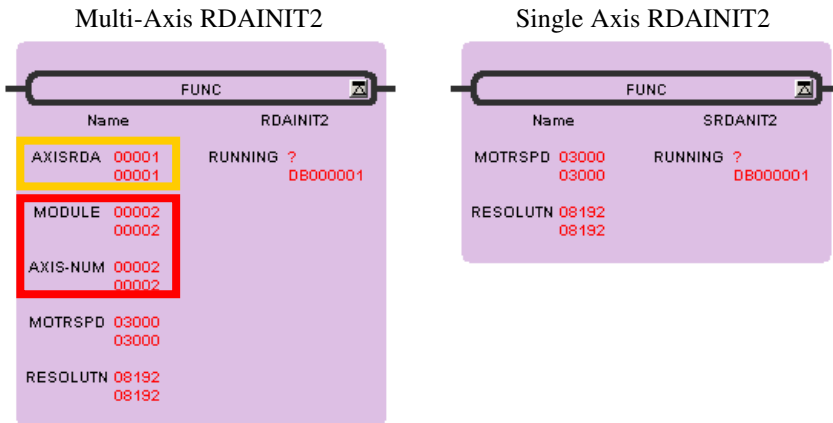 Multi-Axis RDAINIT2
FUNC
Name RDAINIT2
AXISRDA 00001 RUNNING ?
00001 DB000001
MODULE 00002
00002
AXIS-NUM 00002
00002
MOTRSPD 03000
03000
RESOLUTN 08192
08192
Single Axis RDAINIT2
FUNC
Name SRDANIT2
MOTRSPD 03000 RUNNING ?
03000 DB000001
RESOLUTN 08192
08192